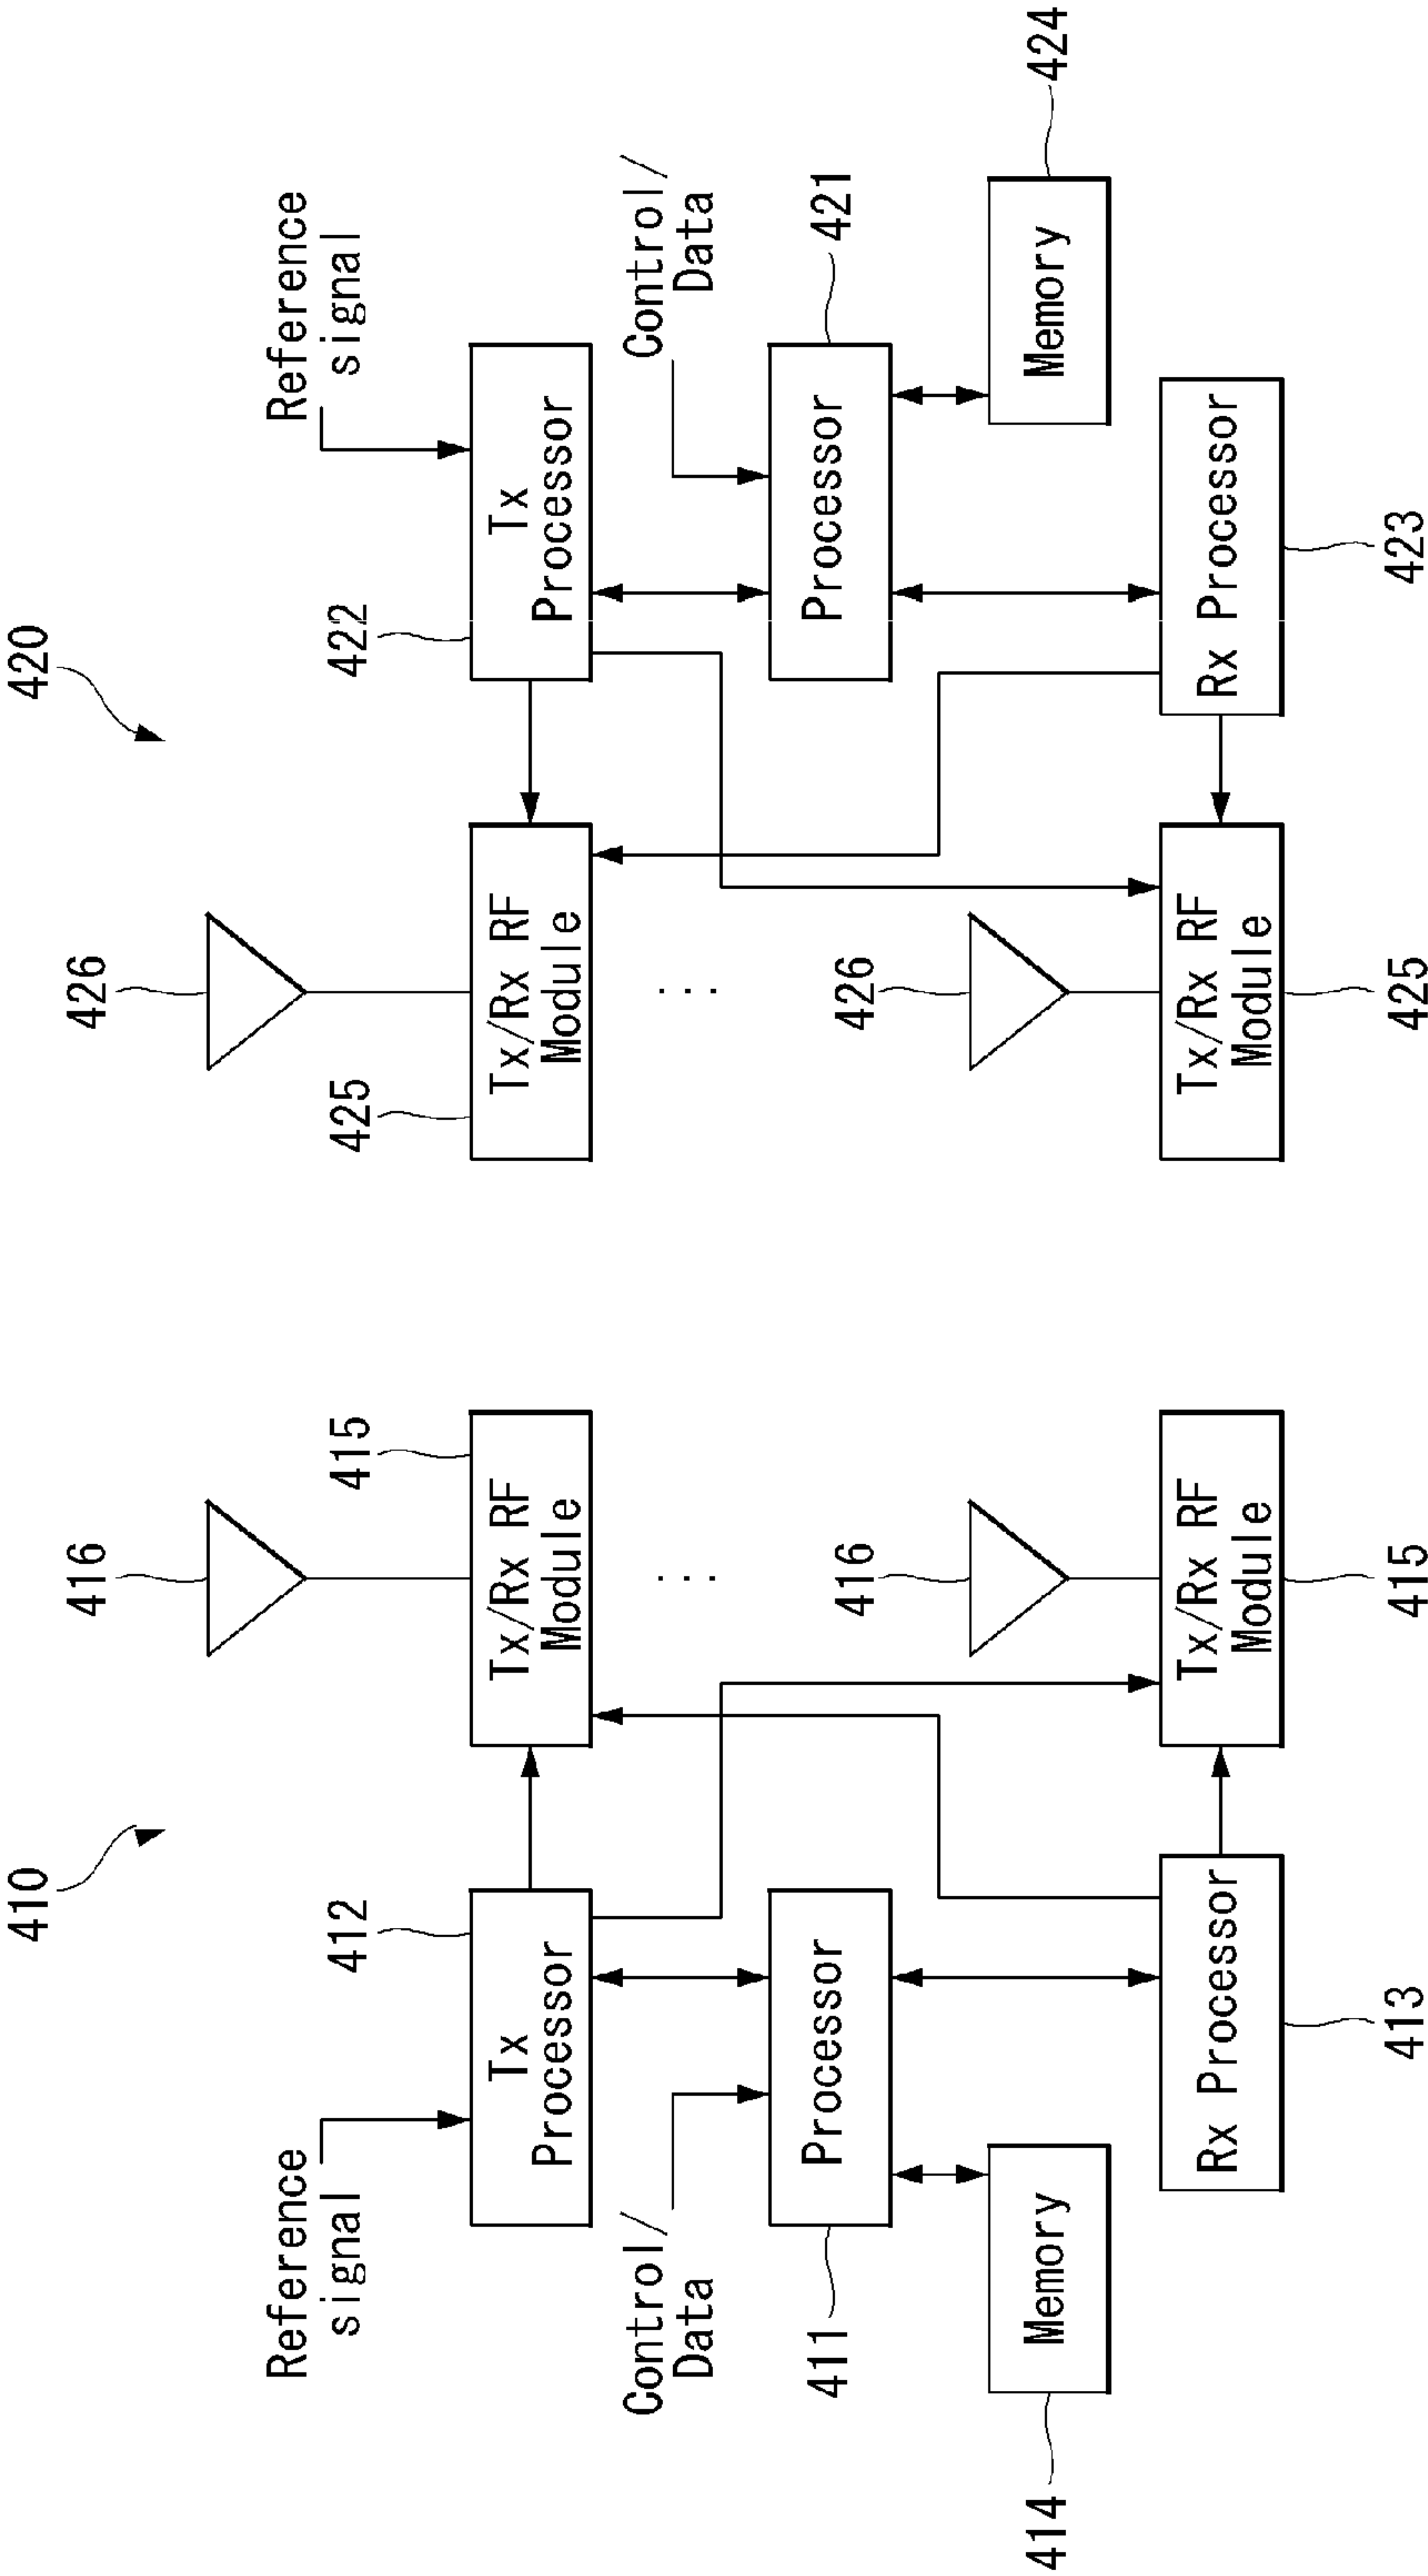 410
420
416
426
Reference
signal
412
415
425
422
Reference
signal
Tx
Processor
Tx/Rx RF
Module
Tx/Rx RF
Module
Tx
Processor
Control/
Data
...
...
Control/
Data
411
Processor
416
426
Processor
421
414
Memory
Memory
424
Rx Processor
Tx/Rx RF
Module
Tx/Rx RF
Module
Rx Processor
413
415
425
423